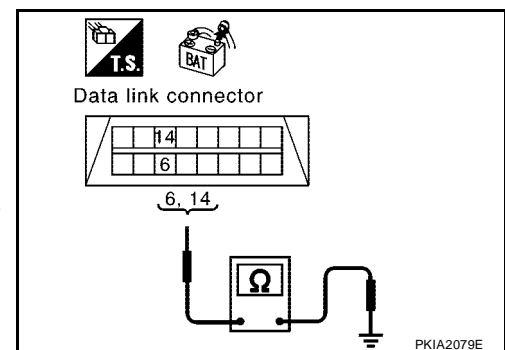 T.S.
BAT
Data link connector
14
6
6, 14
Ω
PKIA2079E